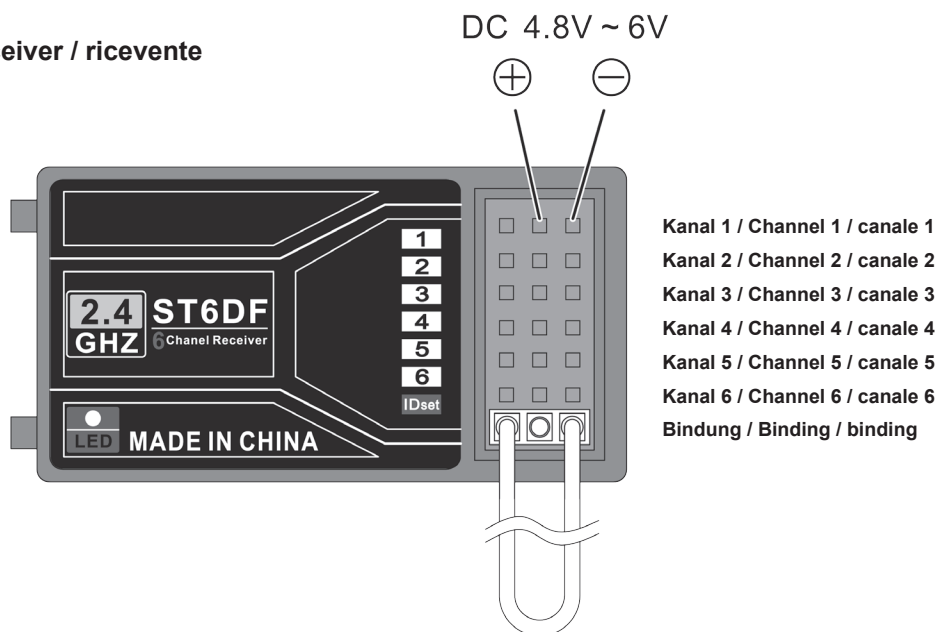 DC 4.8V ~ 6V
/ ricevente
1
2
3
4
5
6
IDset
2.4
GHZ
ST6DF
6 Chanel Receiver
LED
MADE IN CHINA
Kanal 1 / Channel 1 / canale 1
Kanal 2 / Channel 2 / canale 2
Kanal 3 / Channel 3 / canale 3
Kanal 4 / Channel 4 / canale 4
Kanal 5 / Channel 5 / canale 5
Kanal 6 / Channel 6 / canale 6
Bindung / Binding / binding